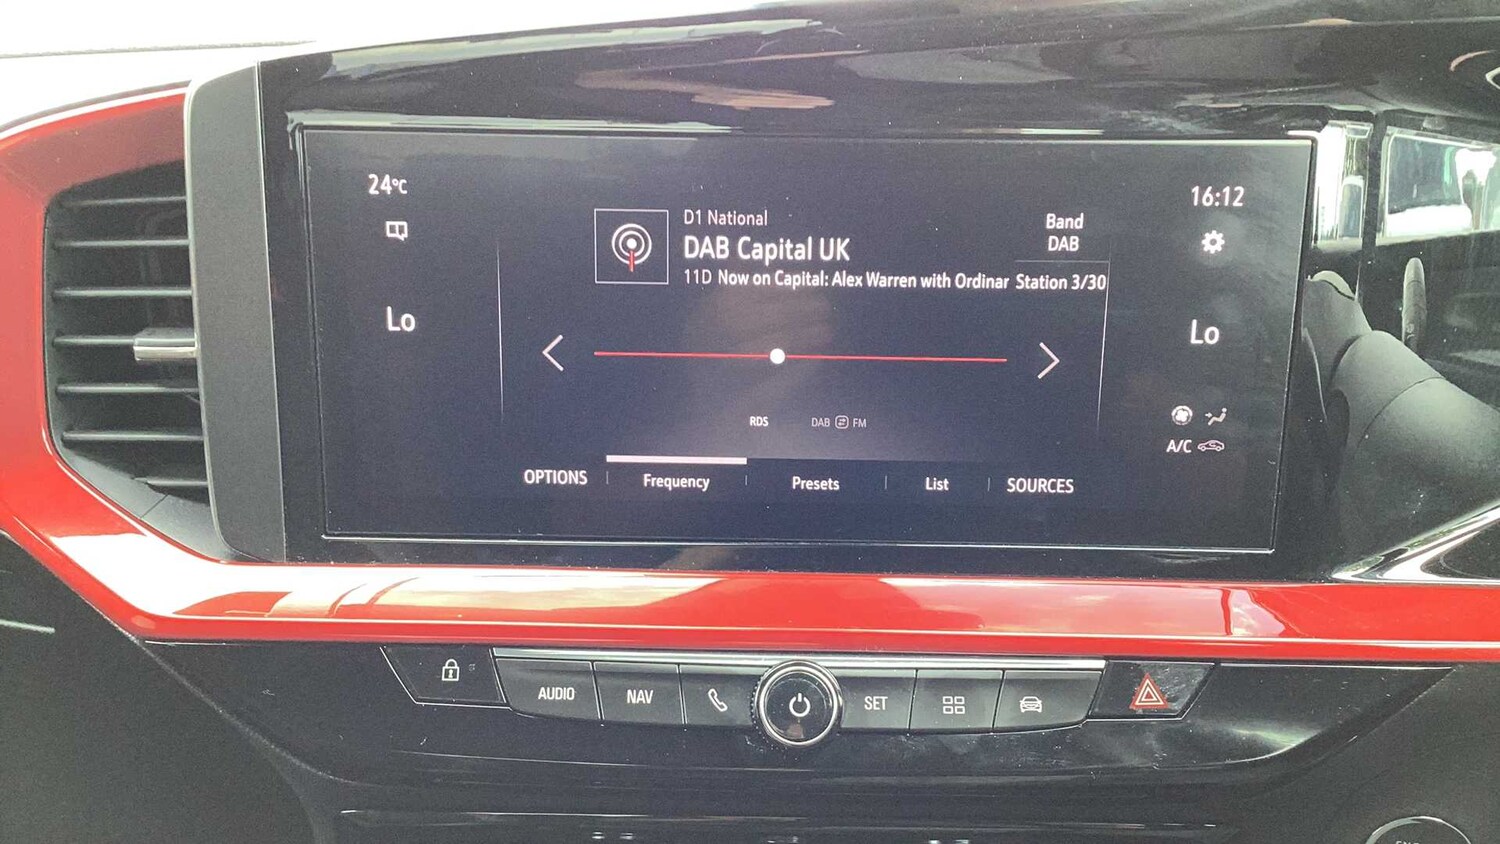 24°C
16:12
D1 National
DAB Capital UK
11D Now on Capital: Alex Warren with Ordinar
Band
DAB
Station 3/30
Lo
Lo
RDS
DAB FM
A/C
OPTIONS
Frequency
Presets
List
SOURCES
AUDIO
NAV
SET